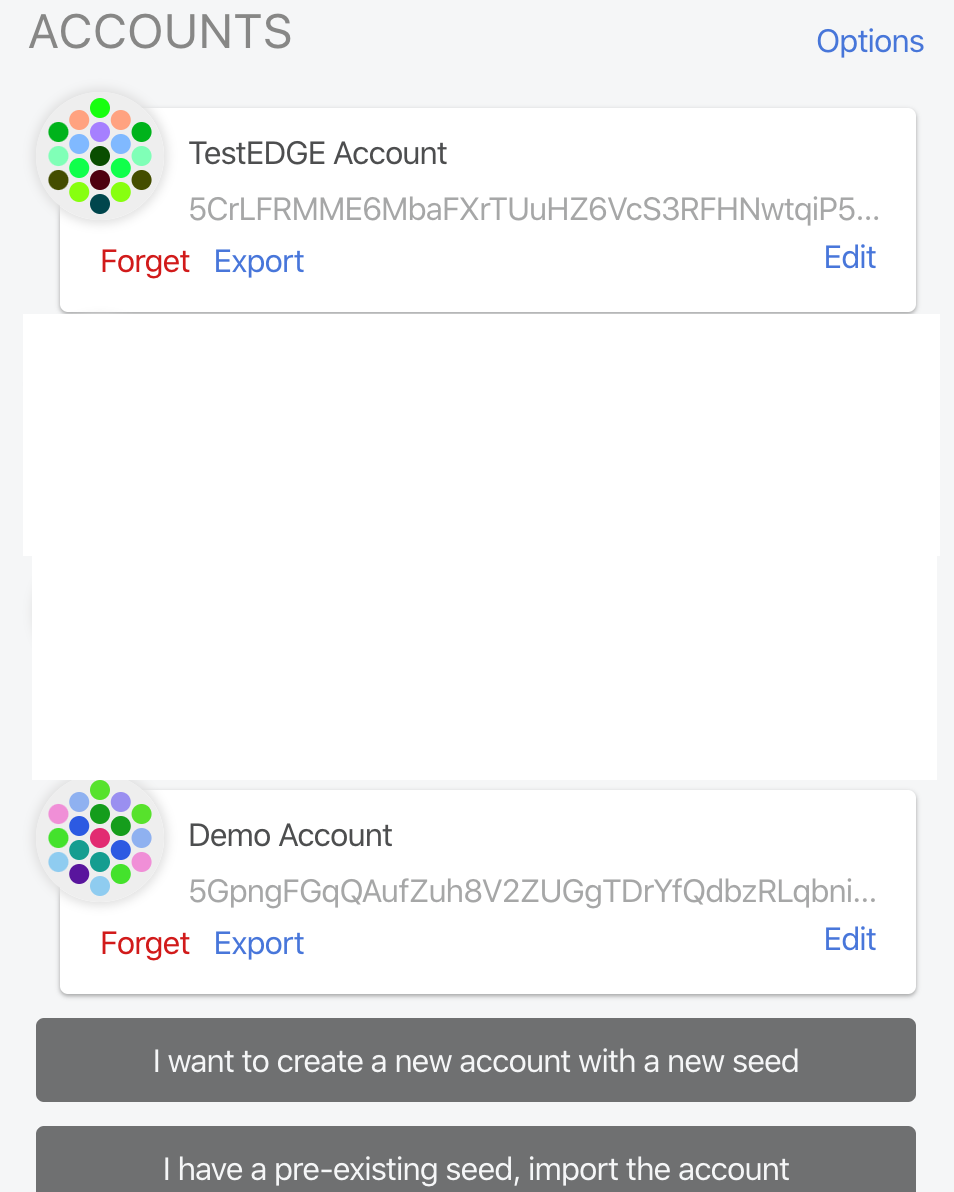 ACCOUNTS
Options
TestEDGE Account
5CrLFRMME6MbaFXrTUuHZ6VcS3RFHNwtqiP5...
Forget Export Edit
Demo Account
5GpngFGqQAufZuh8V2ZUGgTDrYfQdbzRLqbni...
Forget Export Edit
I want to create a new account with a new seed
I have a pre-existing seed, import the account